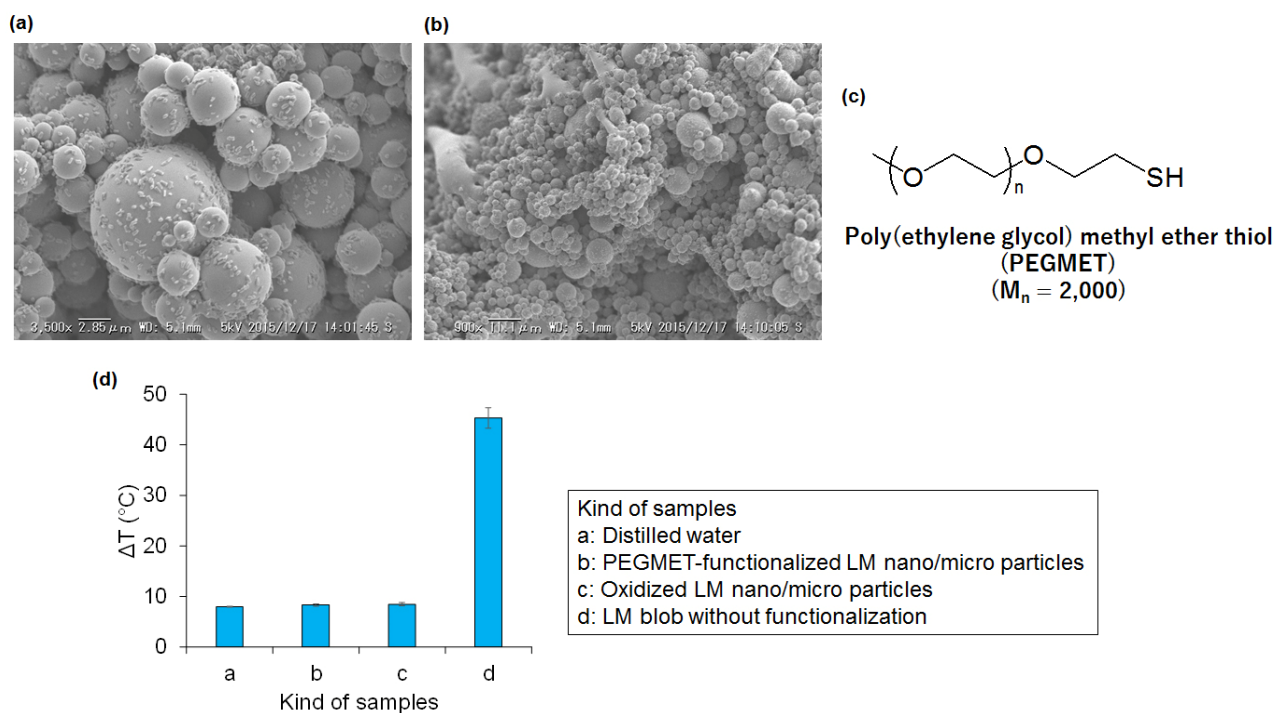 (a)
(b)
3,500x 2.85μm WD: 5.1mm 5kV 2015/12/17 14:01:45 S
900x 11.1μm WD: 5.1mm 5kV 2015/12/17 14:10:05 S
(c)
O
n
O
SH
Poly(ethylene glycol) methyl ether thiol
(PEGMET)
(Mn = 2,000)
(d)
50
40
30
20
10
0
ΔT (°C)
a b c d
Kind of samples
Kind of samples
a: Distilled water
b: PEGMET-functionalized LM nano/micro particles
c: Oxidized LM nano/micro particles
d: LM blob without functionalization